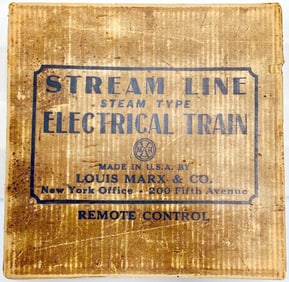 STREAM LINE
STEAM TYPE
ELECTRICAL TRAIN
MADE IN U.S.A. BY
LOUIS MARX & CO.
New York Office - 200 Fifth Avenue
REMOTE CONTROL